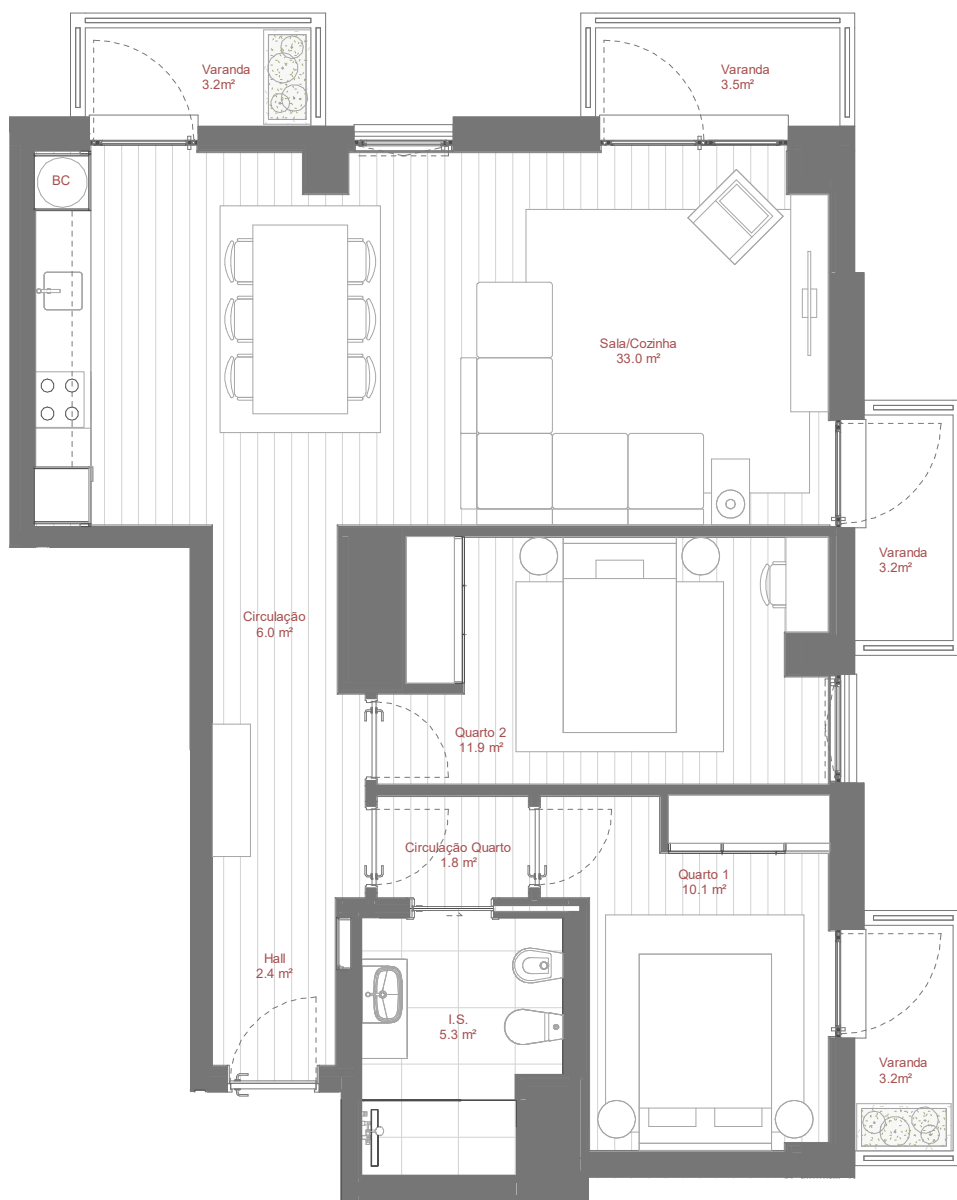 Varanda
3.2m²
Varanda
3.5m²
BC
Sala/Cozinha
33.0 m²
Varanda
3.2m²
Circulação
6.0 m²
Quarto 2
11.9 m²
Circulação Quarto
1.8 m²
Quarto 1
10.1 m²
Hall
2.4 m²
I.S.
5.3 m²
Varanda
3.2m²